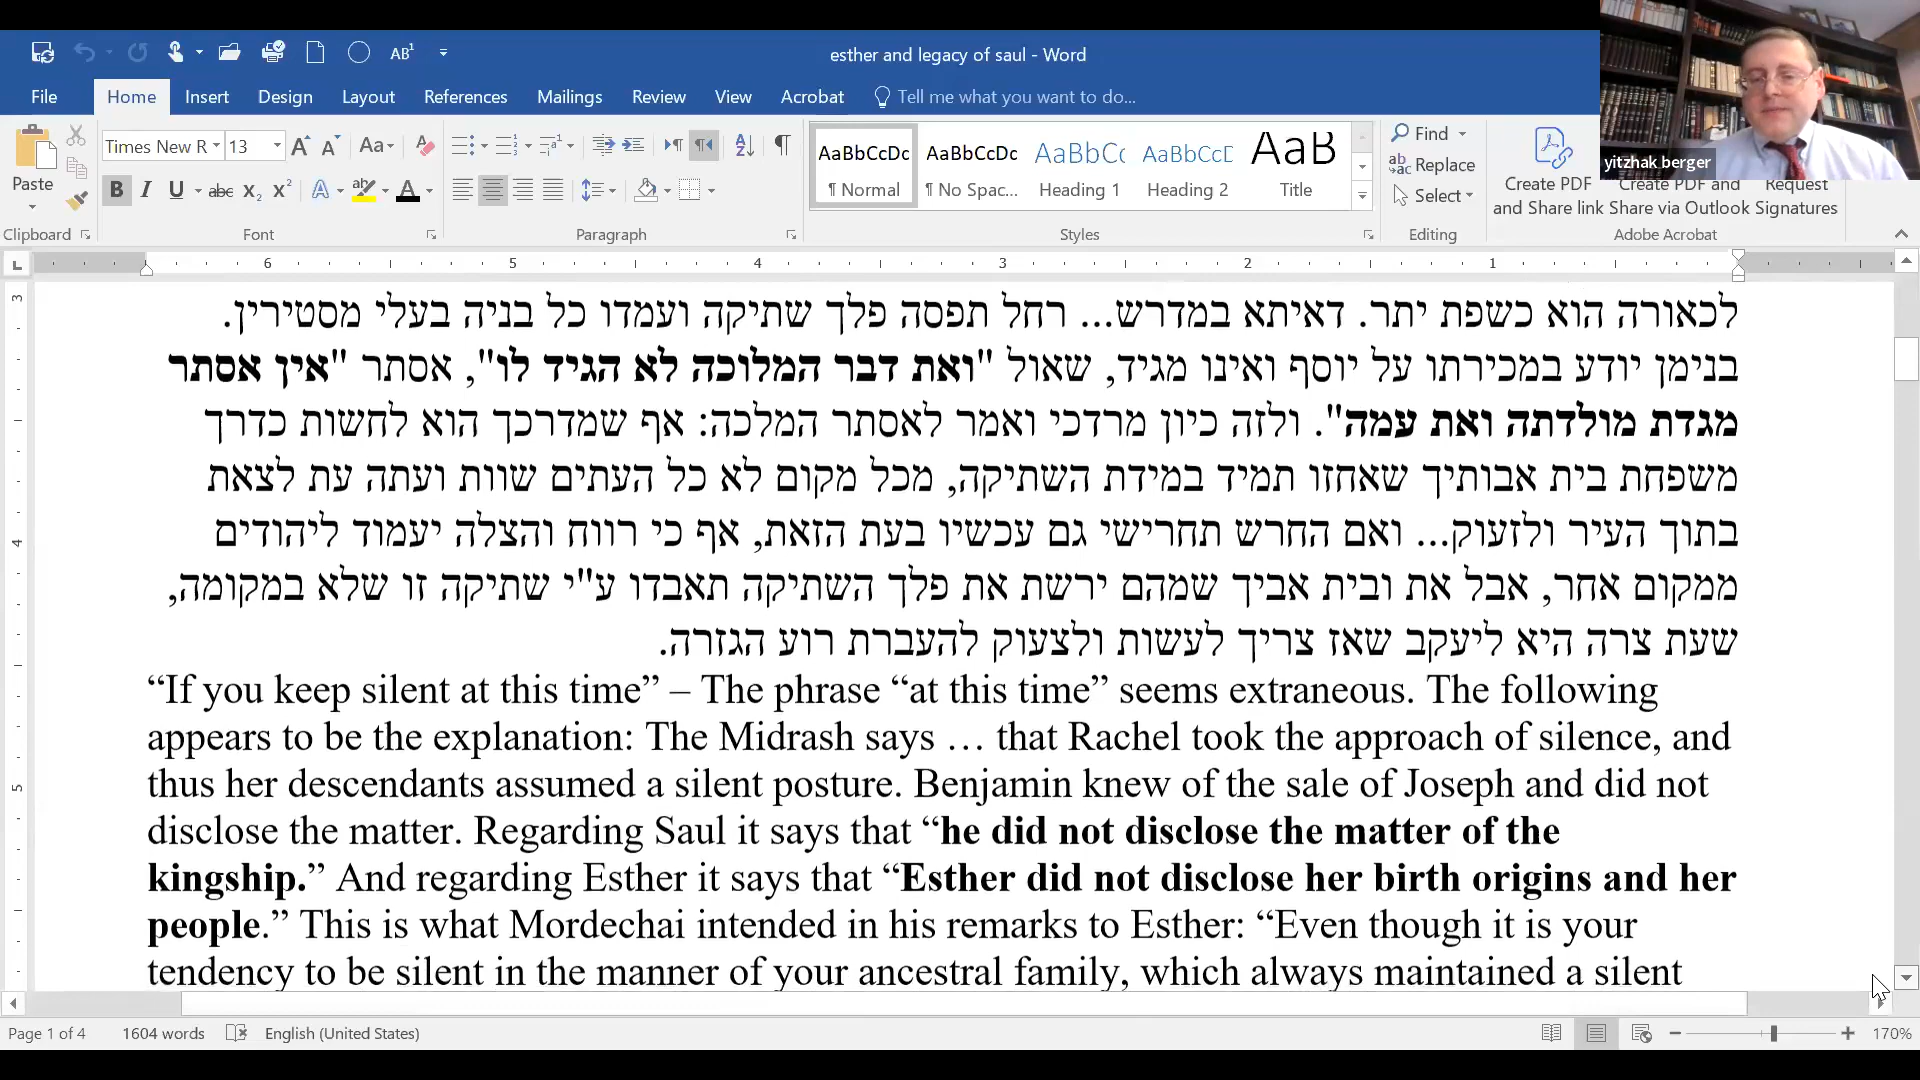 esther and legacy of saul - Word
File Home Insert Design Layout References Mailings Review View Acrobat Tell me what you want to do...
Paste
Times New R 13
AaBbCcDc AaBbCcDc AaBbCc AaBbCcD AaB
¶ Normal ¶ No Spac... Heading 1 Heading 2 Title
Find
Replace
Select
Create PDF and Share link
Create PDF and Share via Outlook
Request Signatures
yitzhak berger
Clipboard Font Paragraph Styles Editing Adobe Acrobat
6 5 4 3 2 1
לכאורה הוא כשפת יתר. דאיתא במדרש... רחל תפסה פלך שתיקה ועמדו כל בניה בעלי מסטירין.
בנימן יודע במכירתו על יוסף ואינו מגיד, שאול "ואת דבר המלוכה לא הגיד לו", אסתר "אין אסתר
מגדת מולדתה ואת עמה". ולזה כיון מרדכי ואמר לאסתר המלכה: אף שמדרכך הוא לחשות כדרך
משפחת בית אבותיך שאחזו תמיד במידת השתיקה, מכל מקום לא כל העתים שוות ועתה עת לצאת
בתוך העיר ולזעוק... ואם החרש תחרישי גם עכשיו בעת הזאת, אף כי רווח והצלה יעמוד ליהודים
ממקום אחר, אבל את ובית אביך שמהם ירשת את פלך השתיקה תאבדו ע"י שתיקה זו שלא במקומה,
שעת צרה היא ליעקב שאז צריך לעשות ולצעוק להעברת רוע הגזרה.
“If you keep silent at this time” – The phrase “at this time” seems extraneous. The following
appears to be the explanation: The Midrash says … that Rachel took the approach of silence, and
thus her descendants assumed a silent posture. Benjamin knew of the sale of Joseph and did not
disclose the matter. Regarding Saul it says that “he did not disclose the matter of the
kingship.” And regarding Esther it says that “Esther did not disclose her birth origins and her
people.” This is what Mordechai intended in his remarks to Esther: “Even though it is your
tendency to be silent in the manner of your ancestral family, which always maintained a silent
Page 1 of 4 1604 words English (United States) 170%